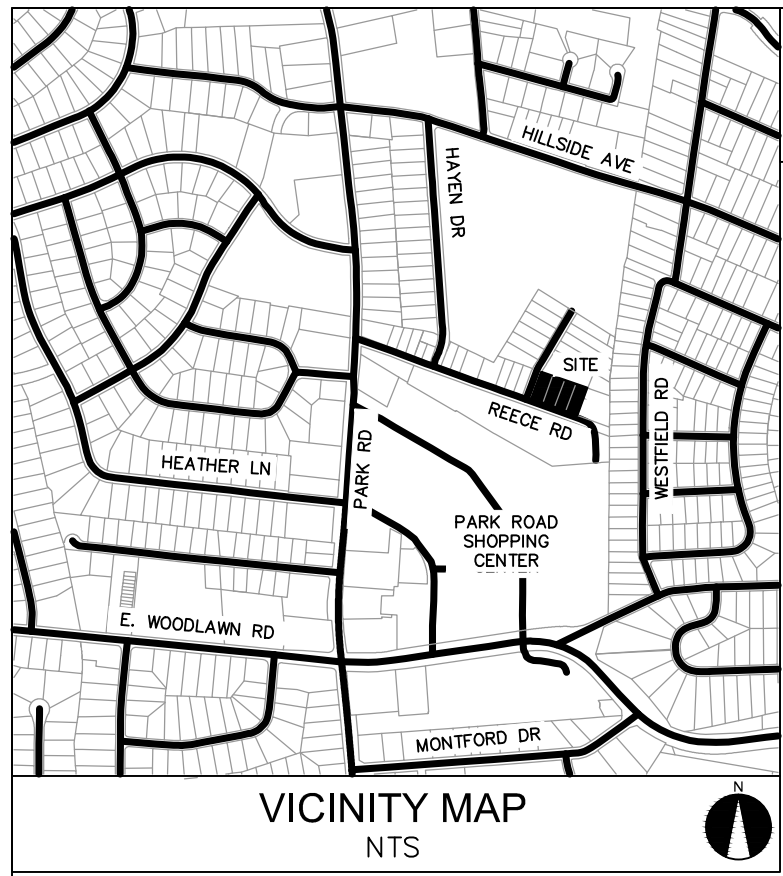 HILLSIDE AVE
HAYEN DR
SITE
REECE RD
WESTFIELD RD
PARK RD
HEATHER LN
PARK ROAD
SHOPPING
CENTER
E. WOODLAWN RD
MONTFORD DR
VICINITY MAP
NTS
N